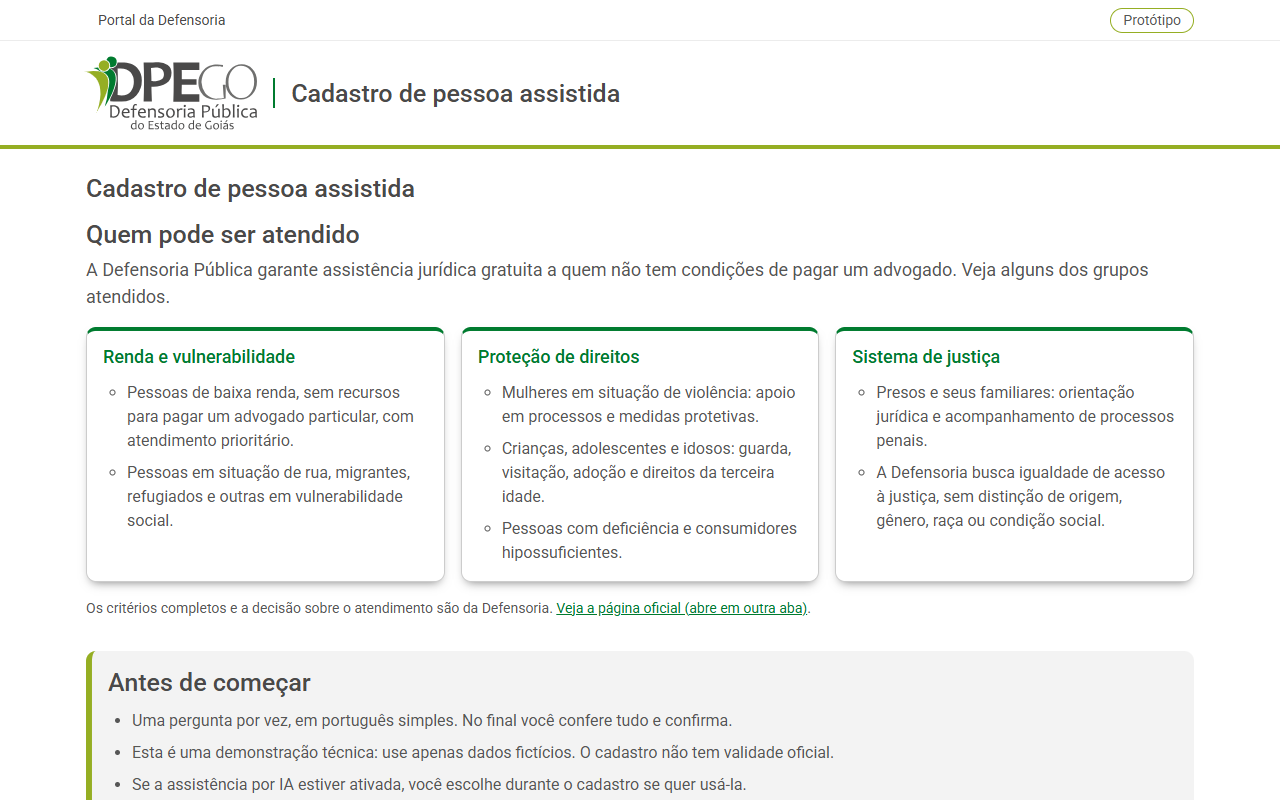 Portal da Defensoria
Protótipo
DPEGO
Defensoria Pública
do Estado de Goiás
Cadastro de pessoa assistida
Cadastro de pessoa assistida
Quem pode ser atendido
A Defensoria Pública garante assistência jurídica gratuita a quem não tem condições de pagar um advogado. Veja alguns dos grupos
atendidos.
Renda e vulnerabilidade
Pessoas de baixa renda, sem recursos
para pagar um advogado particular, com
atendimento prioritário.
Pessoas em situação de rua, migrantes,
refugiados e outras em vulnerabilidade
social.
Proteção de direitos
Mulheres em situação de violência: apoio
em processos e medidas protetivas.
Crianças, adolescentes e idosos: guarda,
visitação, adoção e direitos da terceira
idade.
Pessoas com deficiência e consumidores
hipossuficientes.
Sistema de justiça
Presos e seus familiares: orientação
jurídica e acompanhamento de processos
penais.
A Defensoria busca igualdade de acesso
à justiça, sem distinção de origem,
gênero, raça ou condição social.
Os critérios completos e a decisão sobre o atendimento são da Defensoria. Veja a página oficial (abre em outra aba).
Antes de começar
Uma pergunta por vez, em português simples. No final você confere tudo e confirma.
Esta é uma demonstração técnica: use apenas dados fictícios. O cadastro não tem validade oficial.
Se a assistência por IA estiver ativada, você escolhe durante o cadastro se quer usá-la.